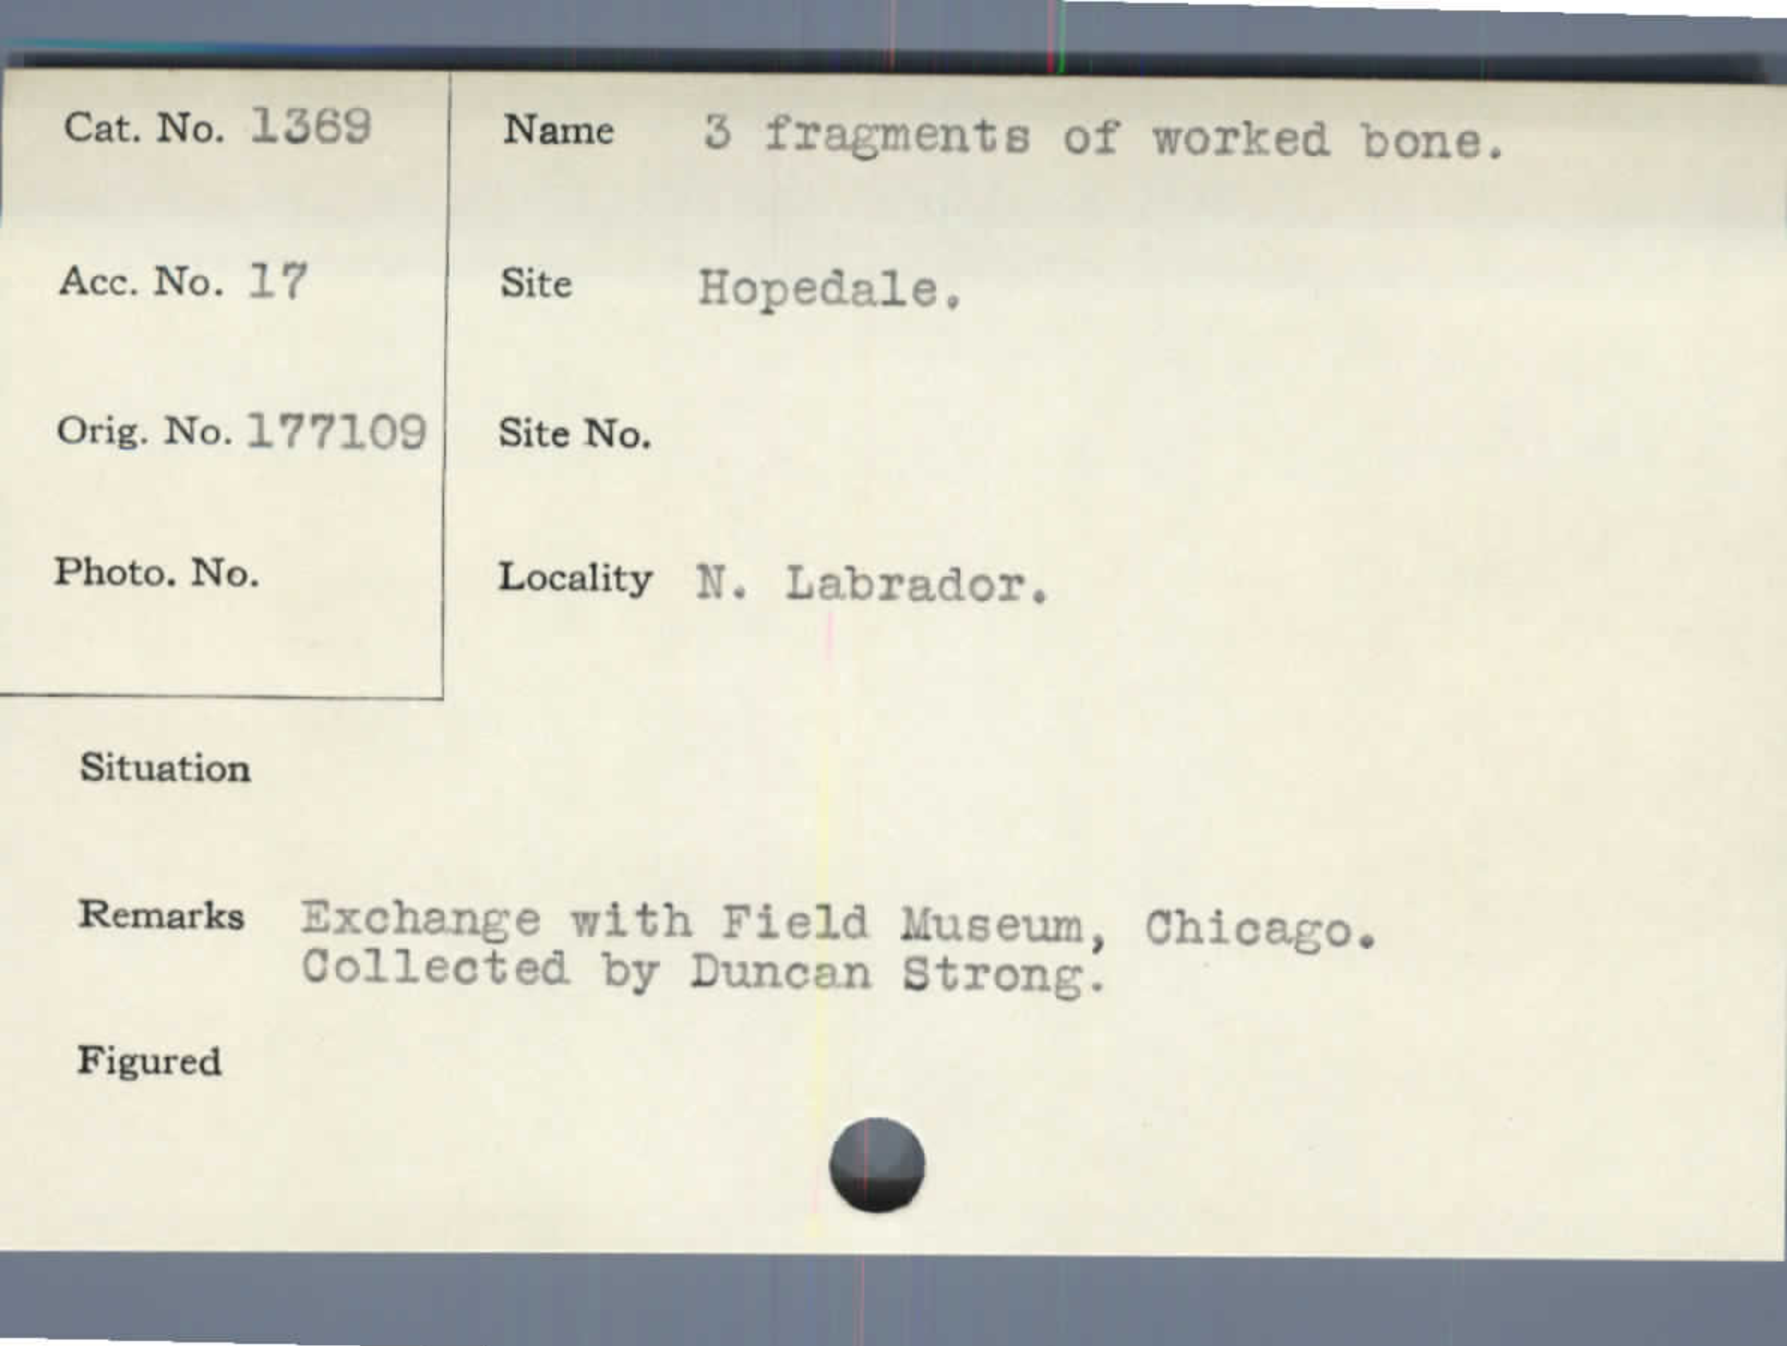 Cat. No. 1369
Name 3 fragments of worked bone.
Acc. No. 17
Site Hopedale.
Orig. No. 177109
Site No.
Photo. No.
Locality N. Labrador.
Situation
Remarks Exchange with Field Museum, Chicago.
Collected by Duncan Strong.
Figured